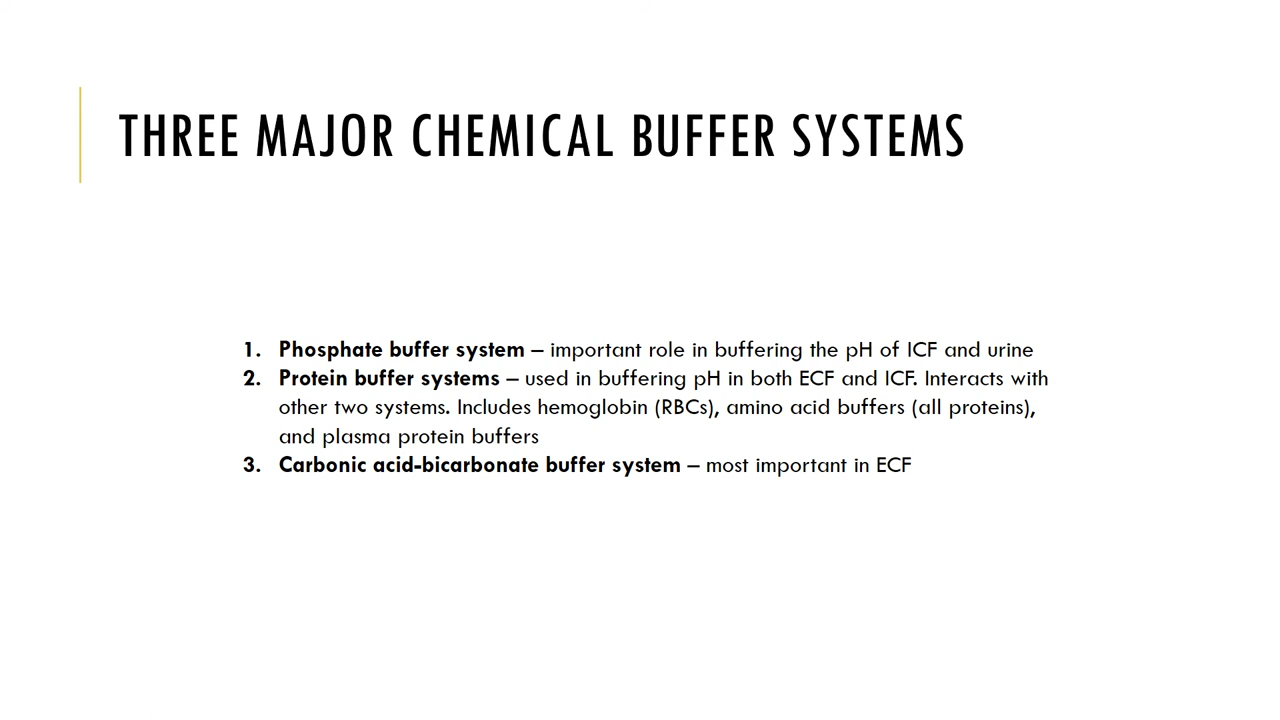 THREE MAJOR CHEMICAL BUFFER SYSTEMS
1. Phosphate buffer system – important role in buffering the pH of ICF and urine
2. Protein buffer systems – used in buffering pH in both ECF and ICF. Interacts with
other two systems. Includes hemoglobin (RBCs), amino acid buffers (all proteins),
and plasma protein buffers
3. Carbonic acid-bicarbonate buffer system – most important in ECF